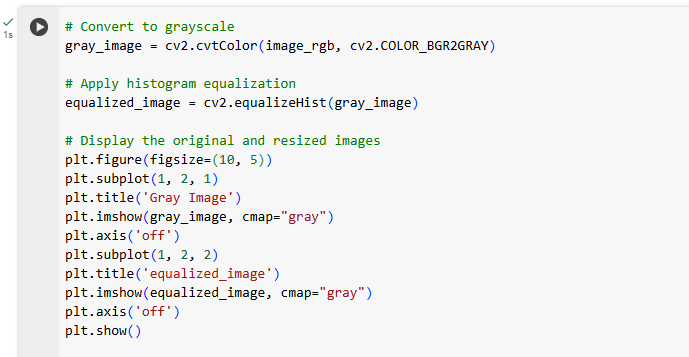 1s
# Convert to grayscale
gray_image = cv2.cvtColor(image_rgb, cv2.COLOR_BGR2GRAY)
# Apply histogram equalization
equalized_image = cv2.equalizeHist(gray_image)
# Display the original and resized images
plt.figure(figsize=(10, 5))
plt.subplot(1, 2, 1)
plt.title('Gray Image')
plt.imshow(gray_image, cmap="gray")
plt.axis('off')
plt.subplot(1, 2, 2)
plt.title('equalized_image')
plt.imshow(equalized_image, cmap="gray")
plt.axis('off')
plt.show()